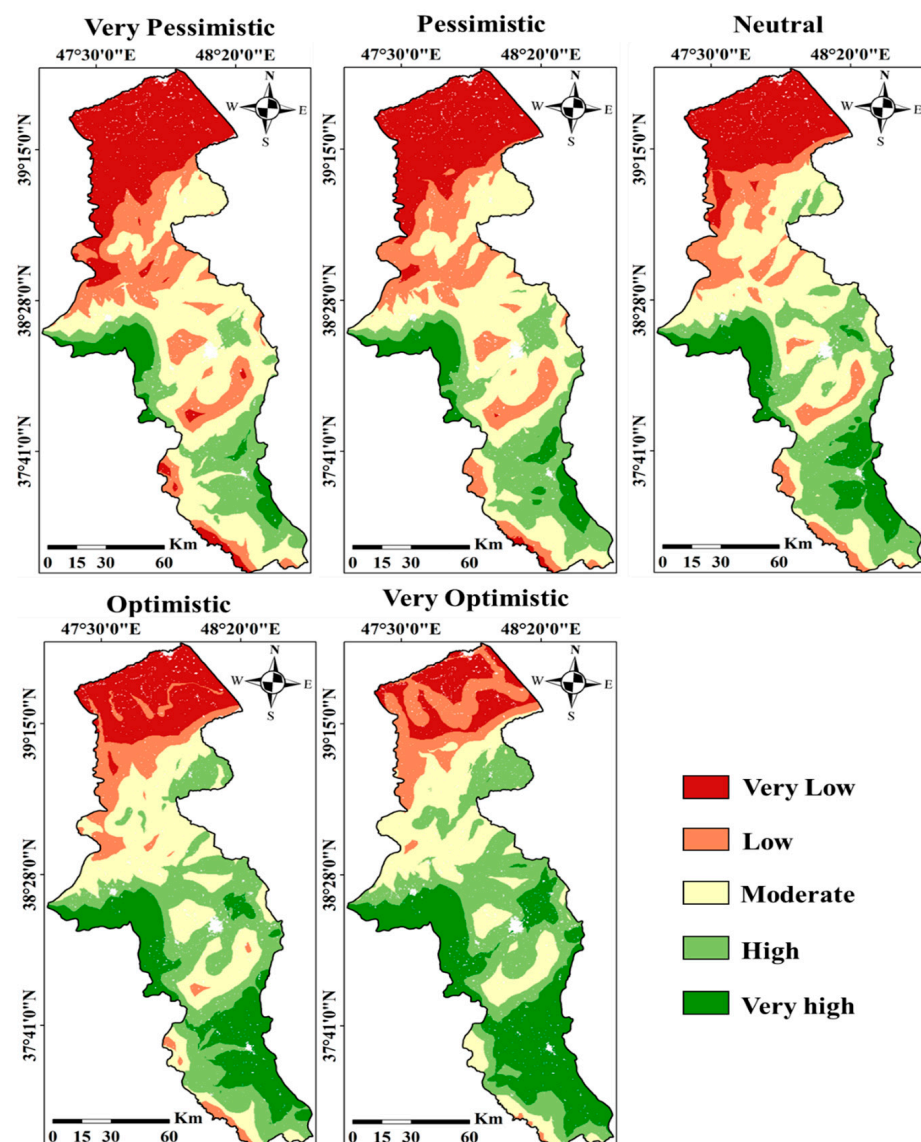 Very Pessimistic
47°30'0"E 48°20'0"E
N
W E
S
39°15'0"N
38°28'0"N
37°41'0"N
Km
0 15 30 60
Pessimistic
47°30'0"E 48°20'0"E
N
W E
S
39°15'0"N
38°28'0"N
37°41'0"N
Km
0 15 30 60
Neutral
47°30'0"E 48°20'0"E
N
W E
S
39°15'0"N
38°28'0"N
37°41'0"N
Km
0 15 30 60
Optimistic
47°30'0"E 48°20'0"E
N
W E
S
39°15'0"N
38°28'0"N
37°41'0"N
Km
0 15 30 60
Very Optimistic
47°30'0"E 48°20'0"E
N
W E
S
39°15'0"N
38°28'0"N
37°41'0"N
Km
0 15 30 60
Very Low
Low
Moderate
High
Very high